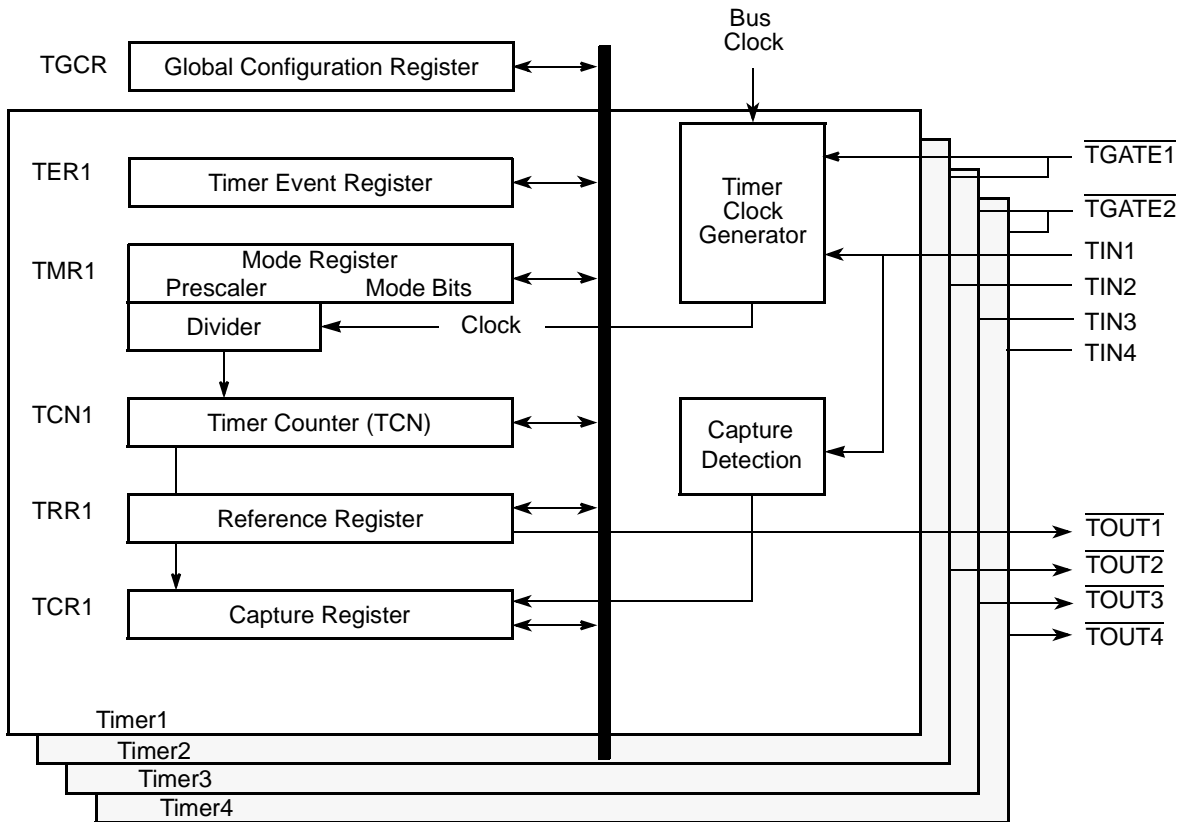 Bus
Clock
TGCR
Global Configuration Register
TER1
Timer Event Register
Timer
Clock
Generator
TGATE1
TGATE2
TMR1
Mode Register
Prescaler
Mode Bits
TIN1
TIN2
TIN3
TIN4
Divider
Clock
TCN1
Timer Counter (TCN)
Capture
Detection
TRR1
Reference Register
TOUT1
TOUT2
TOUT3
TOUT4
TCR1
Capture Register
Timer1
Timer2
Timer3
Timer4